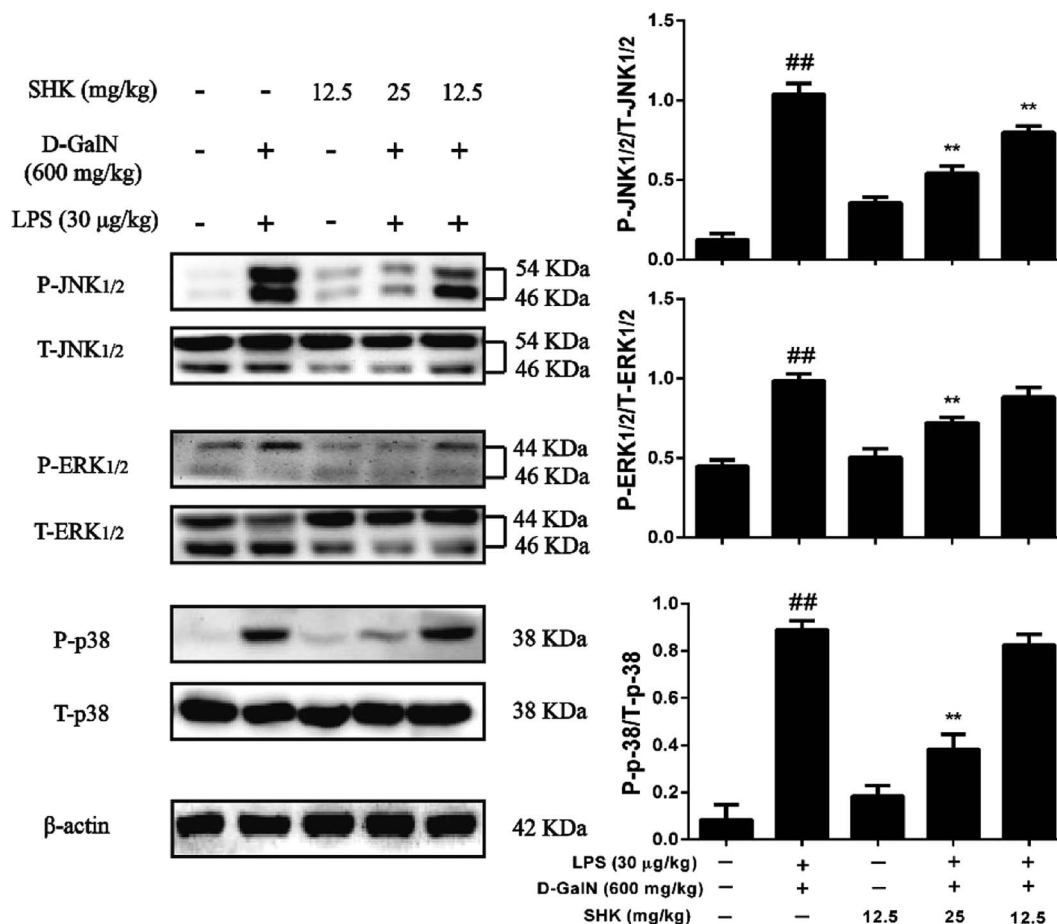 SHK (mg/kg) - - 12.5 25 12.5
D-GalN - + - + +
(600 mg/kg)
LPS (30 μg/kg) - + - + +
P-JNK1/2 54 KDa
46 KDa
T-JNK1/2 54 KDa
46 KDa
P-ERK1/2 44 KDa
46 KDa
T-ERK1/2 44 KDa
46 KDa
P-p38 38 KDa
T-p38 38 KDa
β-actin 42 KDa
P-JNK1/2/T-JNK1/2
1.5
1.0
0.5
0.0
##
**
**
P-ERK1/2/T-ERK1/2
1.5
1.0
0.5
0.0
##
**
P-p-38/T-p-38
1.0
0.8
0.6
0.4
0.2
0.0
##
**
LPS (30 μg/kg) – + – + +
D-GalN (600 mg/kg) – + – + +
SHK (mg/kg) – – 12.5 25 12.5